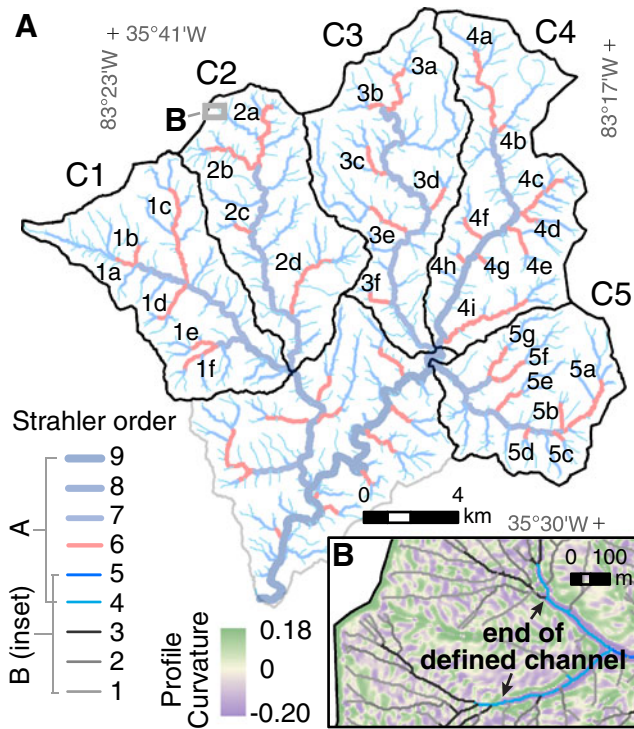 A
+ 35°41'W
83°23'W
83°17'W +
C1
C2
C3
C4
C5
B
1a
1b
1c
1d
1e
1f
2a
2b
2c
2d
3a
3b
3c
3d
3e
3f
4a
4b
4c
4d
4e
4f
4g
4h
4i
5a
5b
5c
5d
5e
5f
5g
Strahler order
9
8
7
6
5
4
3
2
1
A
B (inset)
0 4
km
35°30'W +
Profile
Curvature
0.18
0
-0.20
B
0 100
m
end of
defined channel